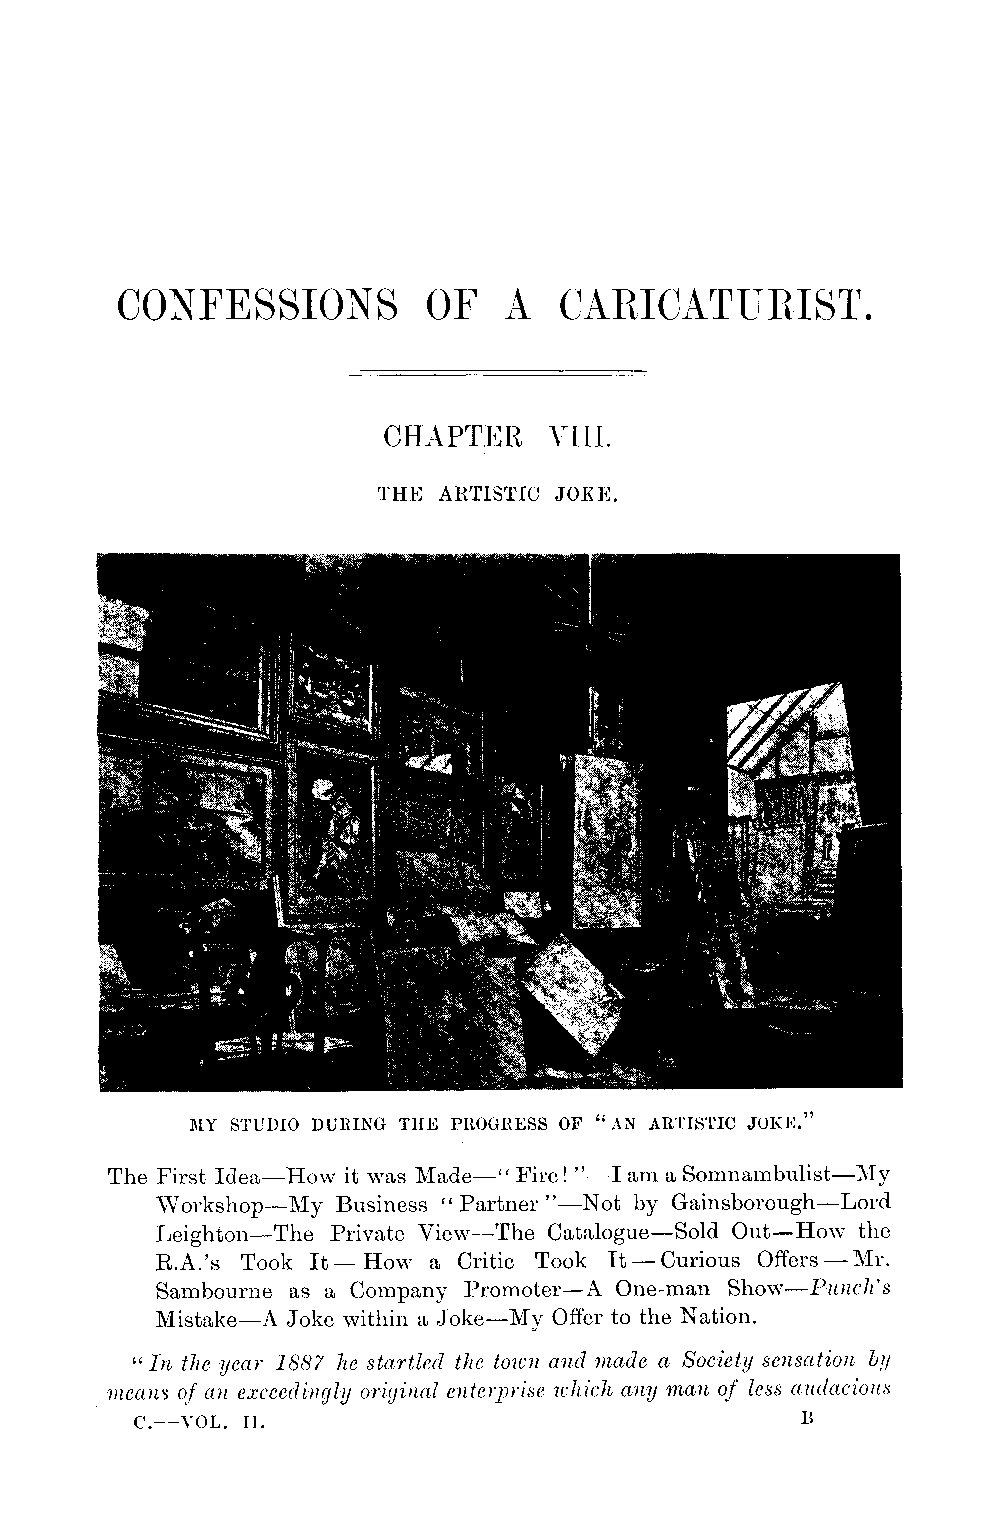 CONFESSIONS OF A CARICATURIST.
CHAPTER VIII.
THE ARTISTIC JOKE.
MY STUDIO DURING THE PROGRESS OF "AN ARTISTIC JOKE."
The First Idea—How it was Made—"Fire!" I am a Somnambulist—My
Workshop—My Business "Partner"—Not by Gainsborough—Lord
Leighton—The Private View—The Catalogue—Sold Out—How the
R.A.'s Took It—How a Critic Took It—Curious Offers—Mr.
Sambourne as a Company Promoter—A One-man Show—Punch's
Mistake—A Joke within a Joke—My Offer to the Nation.
"In the year 1887 he startled the town and made a Society sensation by
means of an exceedingly original enterprise which any man of less audacious
C.—VOL. II. B